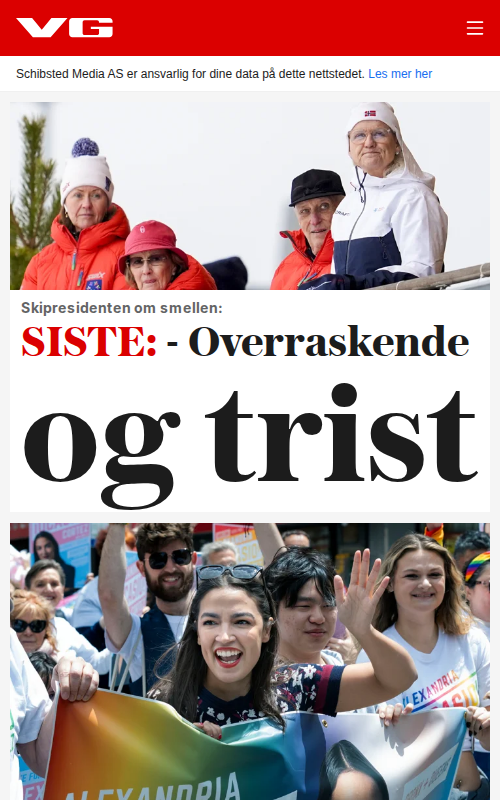 VG
Schibsted Media AS er ansvarlig for dine data på dette nettstedet. Les mer her
Skipresidenten om smellen:
SISTE: - Overraskende
og trist
ALEXANDRIA
ALEXANDRIA